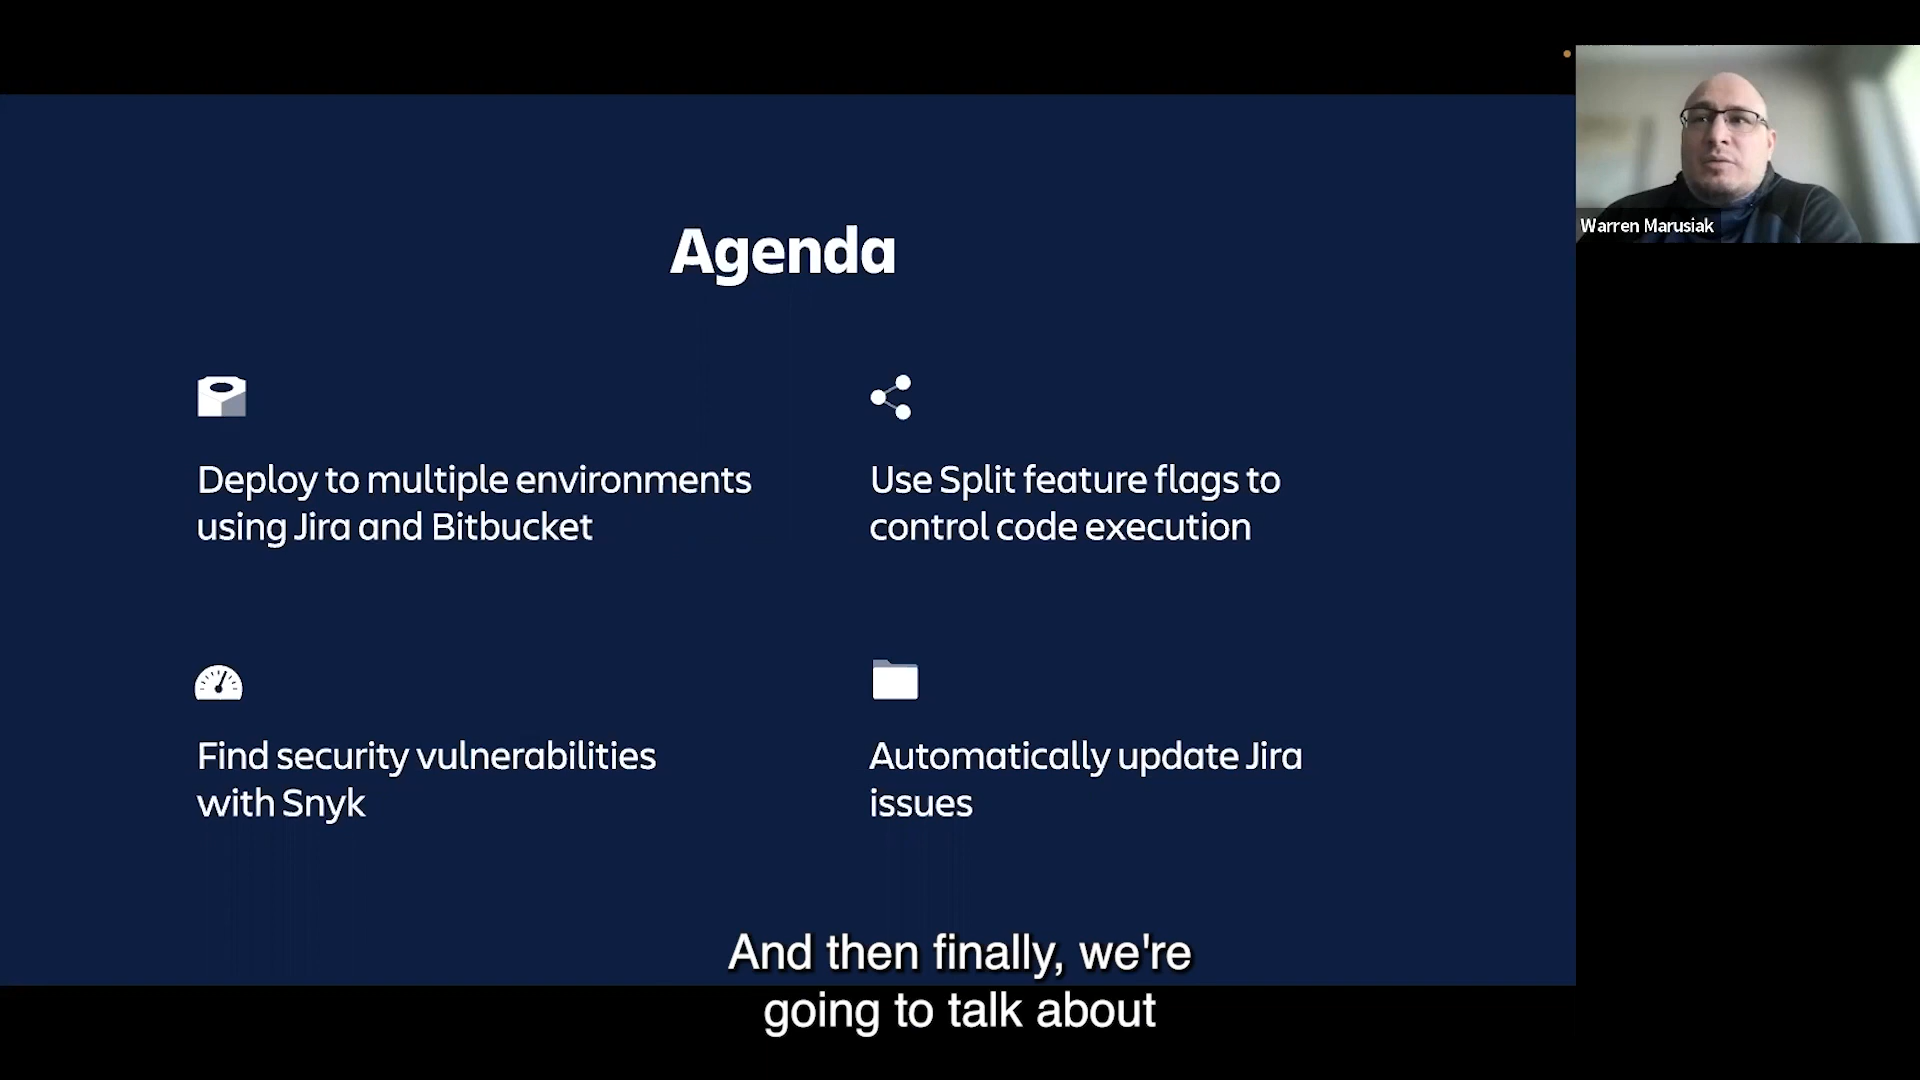 Warren Marusiak
Agenda
Deploy to multiple environments
using Jira and Bitbucket
Use Split feature flags to
control code execution
Find security vulnerabilities
with Snyk
Automatically update Jira
issues
And then finally, we're
going to talk about